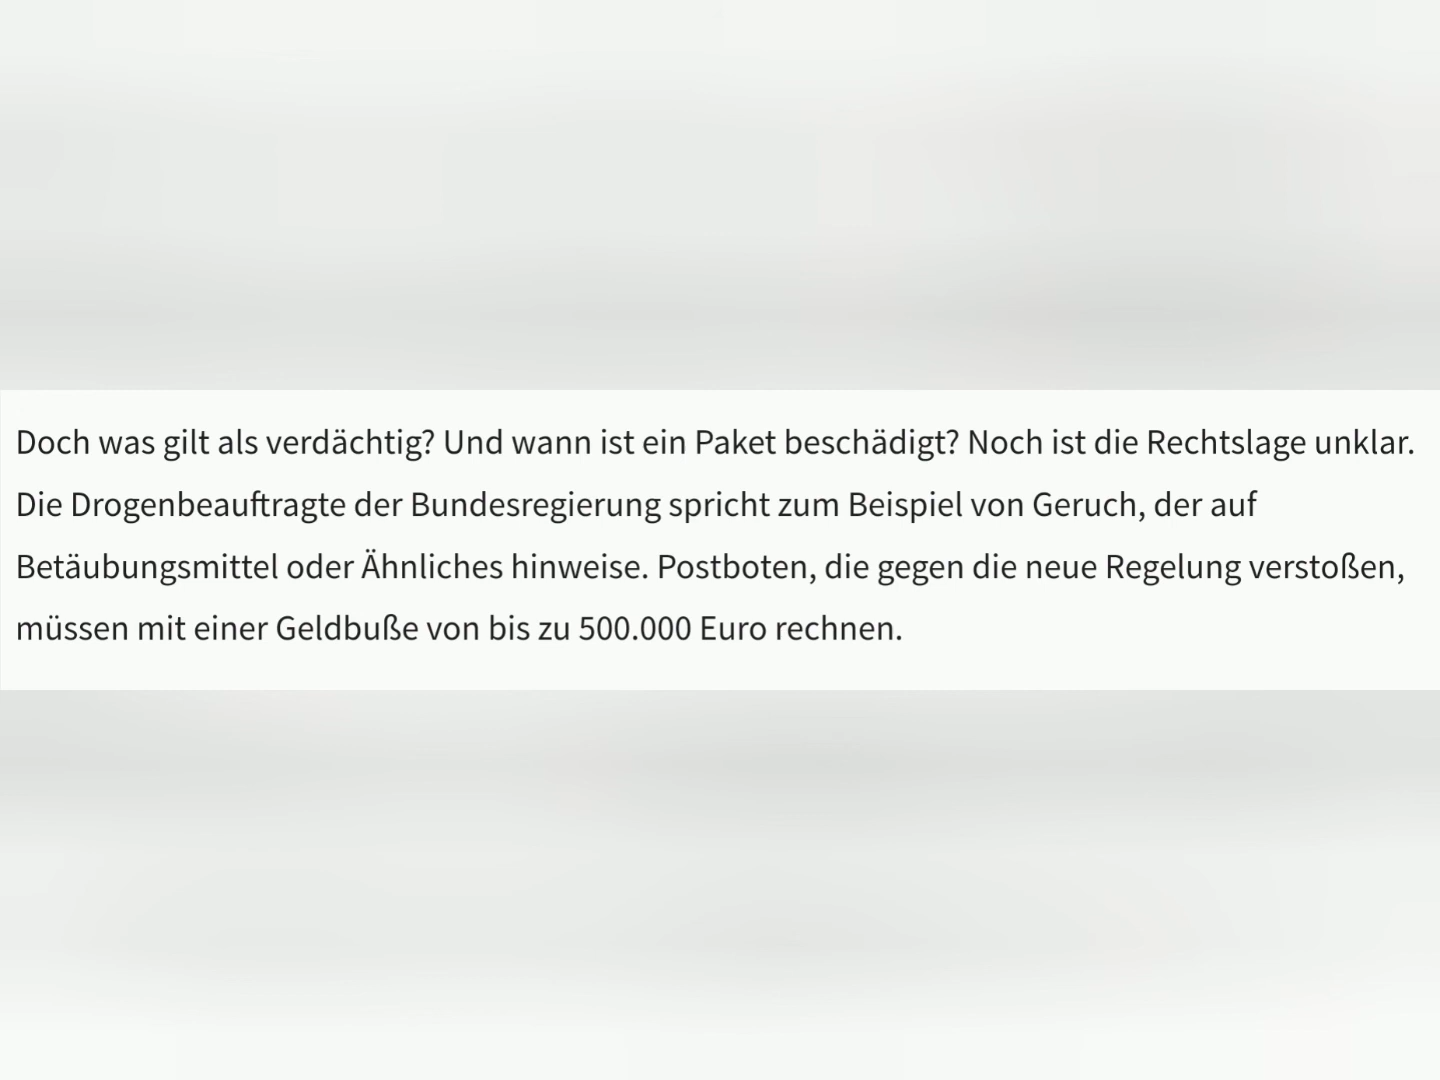 Doch was gilt als verdächtig? Und wann ist ein Paket beschädigt? Noch ist die Rechtslage unklar.
Die Drogenbeauftragte der Bundesregierung spricht zum Beispiel von Geruch, der auf
Betäubungsmittel oder Ähnliches hinweise. Postboten, die gegen die neue Regelung verstoßen,
müssen mit einer Geldbuße von bis zu 500.000 Euro rechnen.